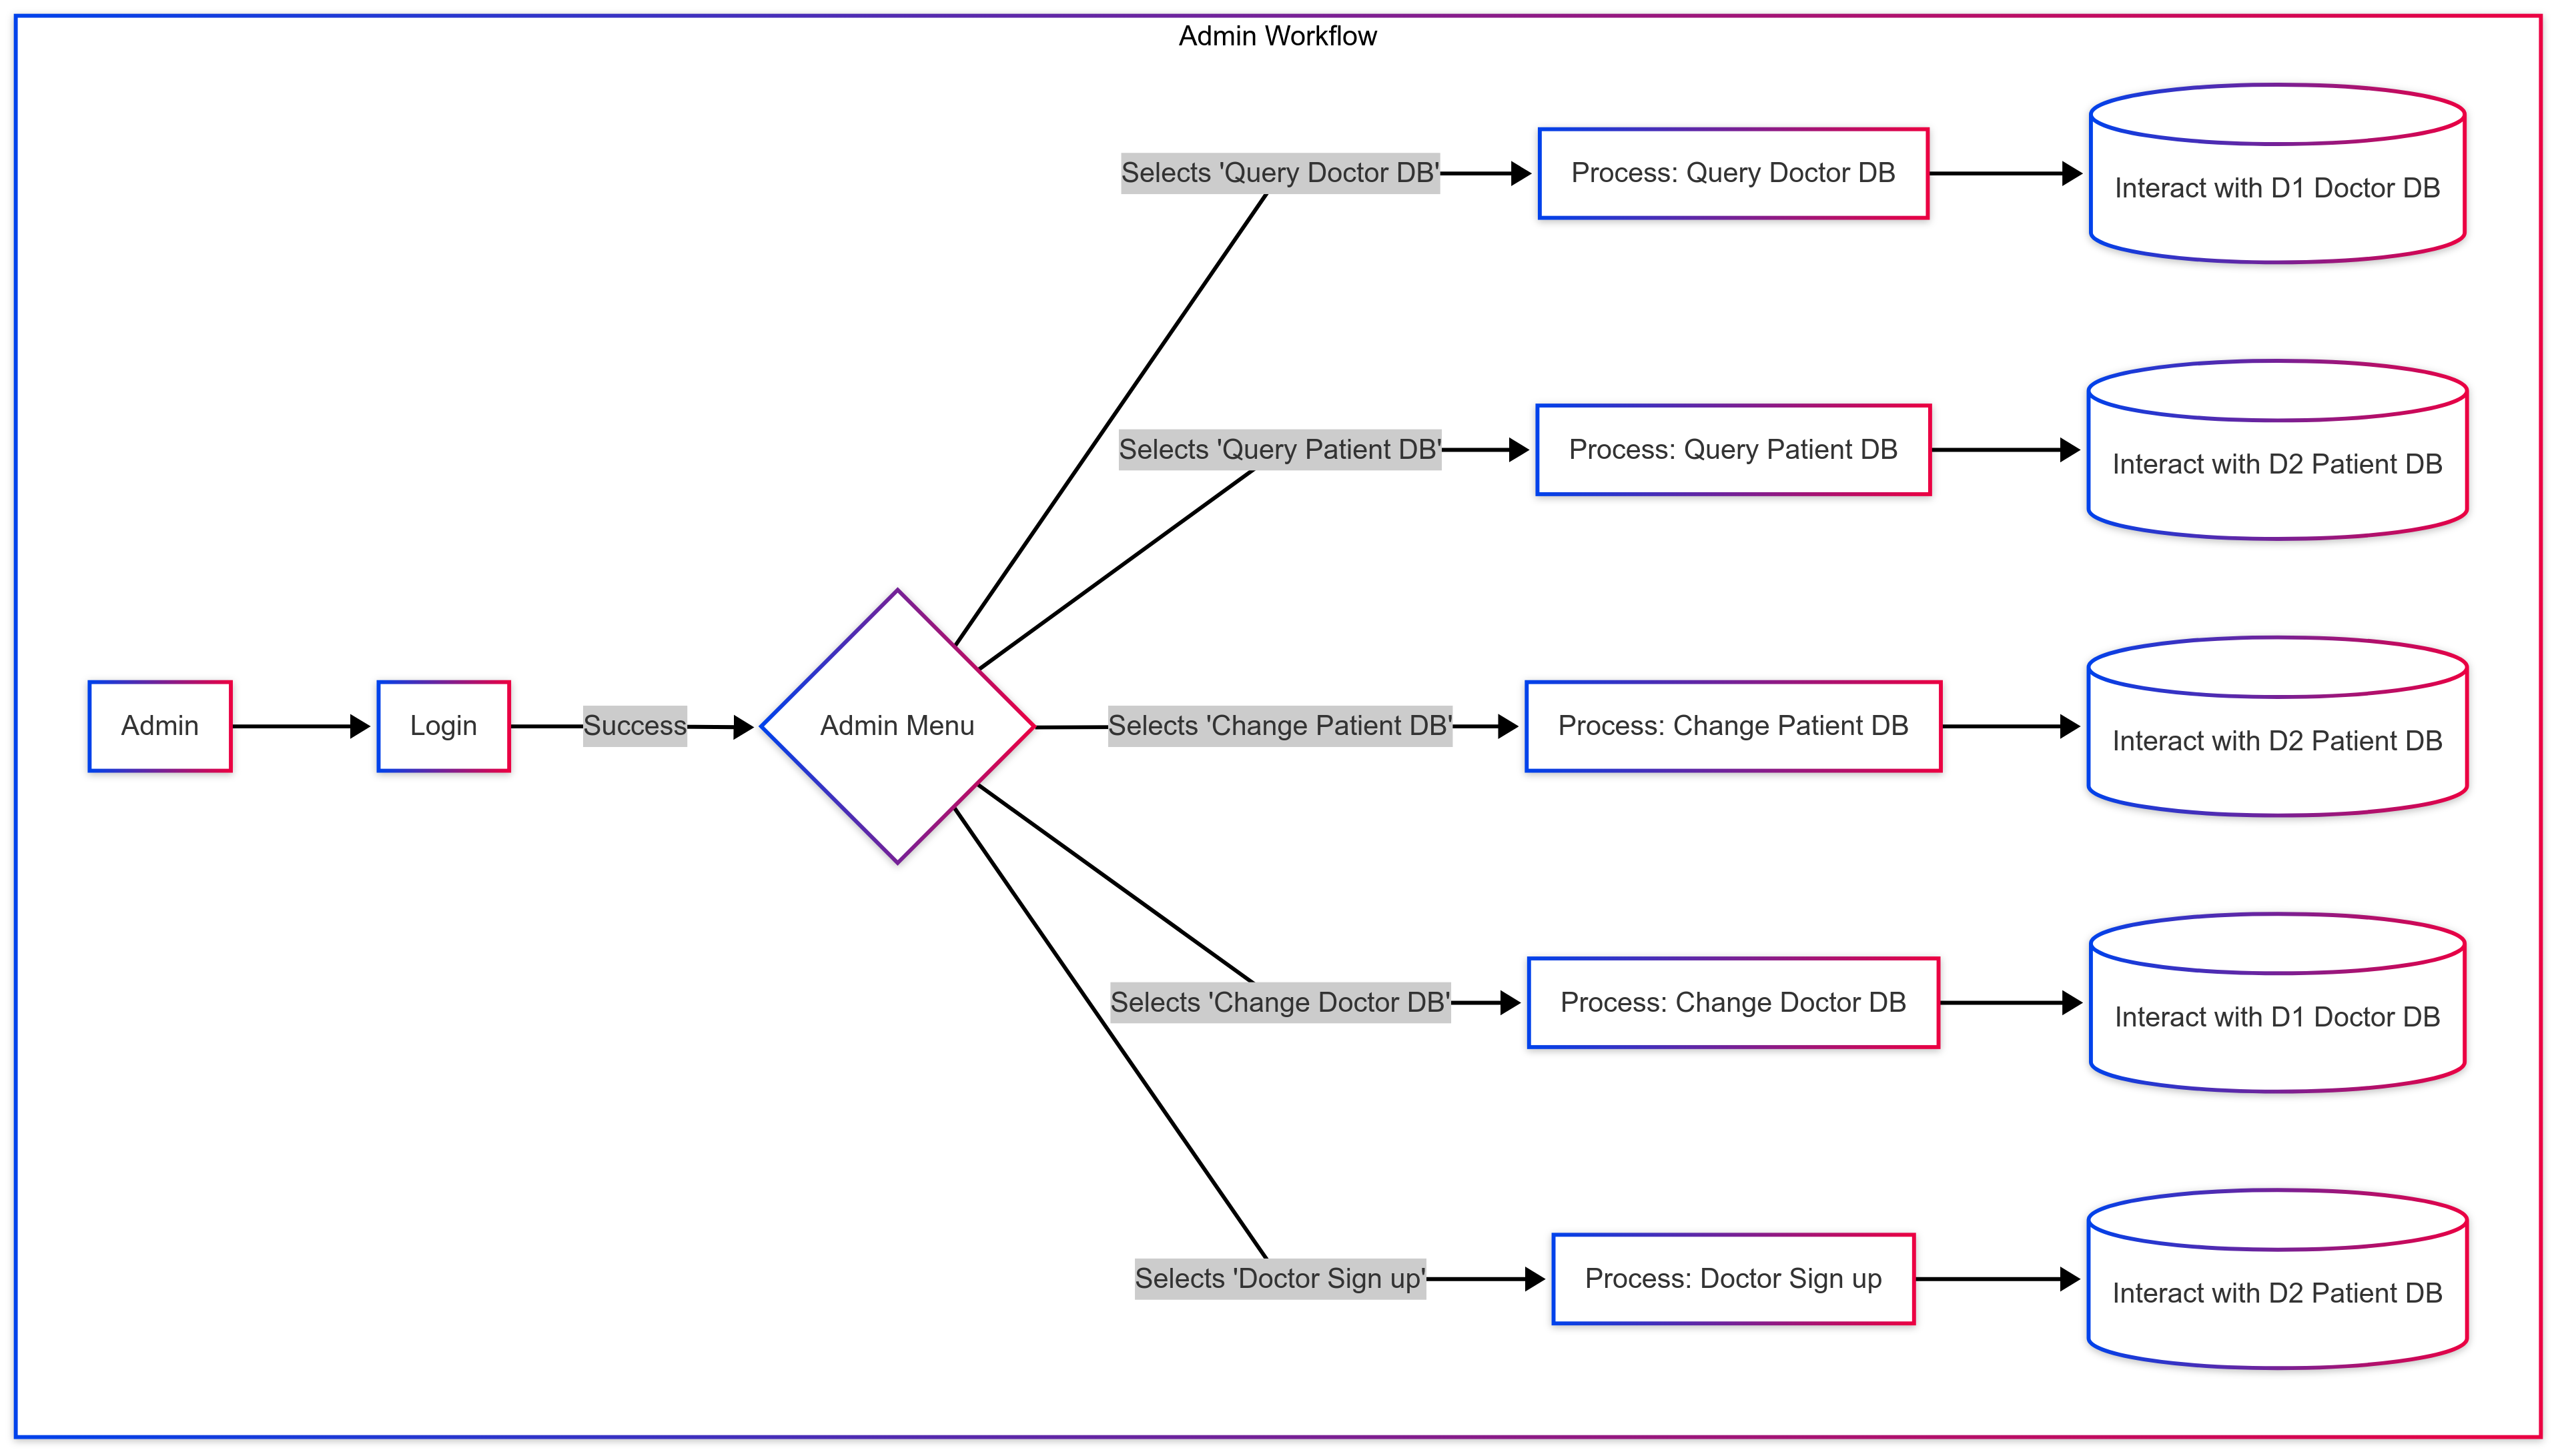 Admin Workflow
Selects 'Query Doctor DB'
Process: Query Doctor DB
Interact with D1 Doctor DB
Selects 'Query Patient DB'
Process: Query Patient DB
Interact with D2 Patient DB
Admin
Login
Success
Admin Menu
Selects 'Change Patient DB'
Process: Change Patient DB
Interact with D2 Patient DB
Selects 'Change Doctor DB'
Process: Change Doctor DB
Interact with D1 Doctor DB
Selects 'Doctor Sign up'
Process: Doctor Sign up
Interact with D2 Patient DB